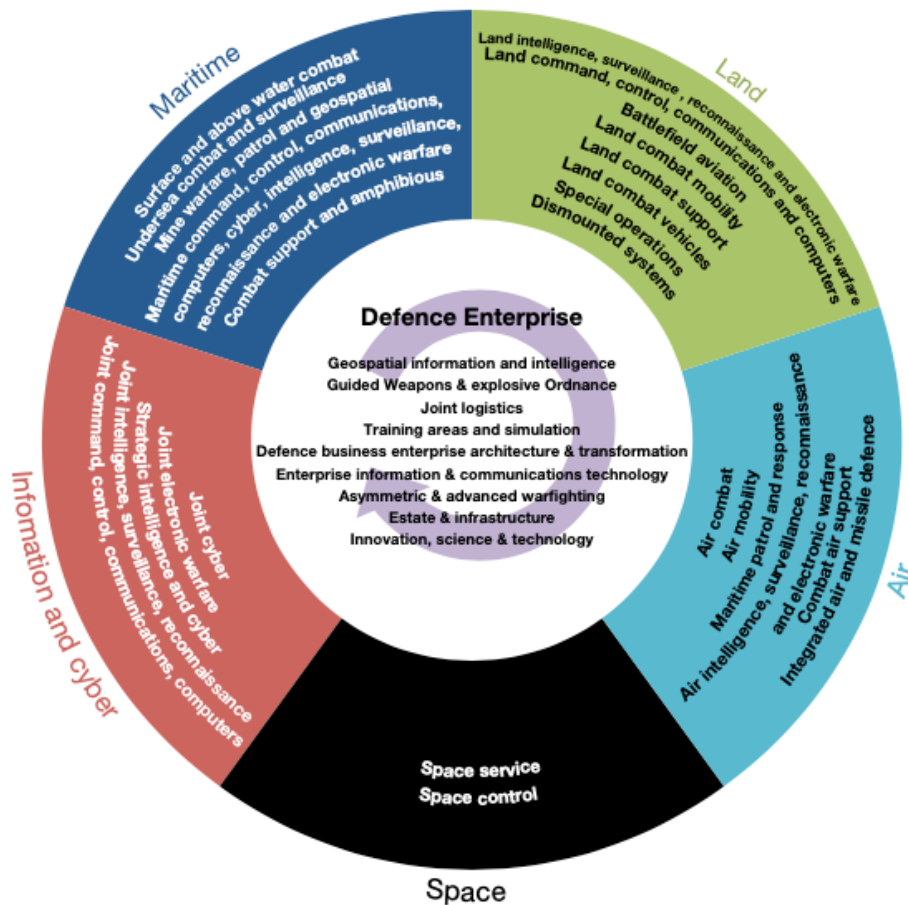 Maritime
Surface and above water combat
Undersea combat and surveillance
Mine warfare, patrol and geospatial
Maritime command, control, communications,
computers, cyber, intelligence, surveillance,
reconnaissance and electronic warfare
Combat support and amphibious
Land
Land intelligence, surveillance , reconnaissance and electronic warfare
Land command, control, communications and computers
Battlefield aviation
Land combat mobility
Land combat support
Land combat vehicles
Special operations
Dismounted systems
Defence Enterprise
Geospatial information and intelligence
Guided Weapons & explosive Ordnance
Joint logistics
Training areas and simulation
Defence business enterprise architecture & transformation
Enterprise information & communications technology
Asymmetric & advanced warfighting
Estate & infrastructure
Innovation, science & technology
Infomation and cyber
Joint cyber
Joint electronic warfare
Strategic intelligence and cyber
Joint intelligence, surveillance, reconnaissance
Joint command, control, communications, computers
Air
Air combat
Air mobility
Maritime patrol and response
Air intelligence, surveillance, reconnaissance
and electronic warfare
Combat air support
Integrated air and missile defence
Space service
Space control
Space